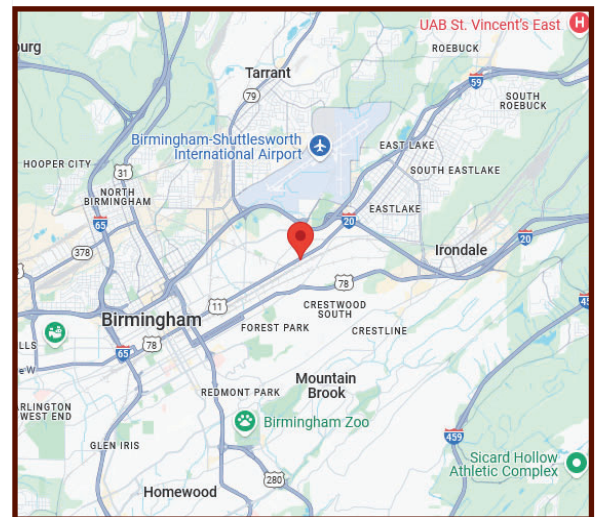 UAB St. Vincent's East
H
burg
ROEBUCK
Tarrant
79
59
SOUTH
ROEBUCK
Birmingham-Shuttlesworth
International Airport
EAST LAKE
HOOPER CITY
31
SOUTH EASTLAKE
NORTH
BIRMINGHAM
65
20
EASTLAKE
20
378
Irondale
78
11
CRESTWOOD
SOUTH
45
Birmingham
FOREST PARK
CRESTLINE
LLS
78
65
e W
Mountain
Brook
REDMONT PARK
ARLINGTON
WEST END
Birmingham Zoo
459
GLEN IRIS
Sicard Hollow
Athletic Complex
280
Homewood